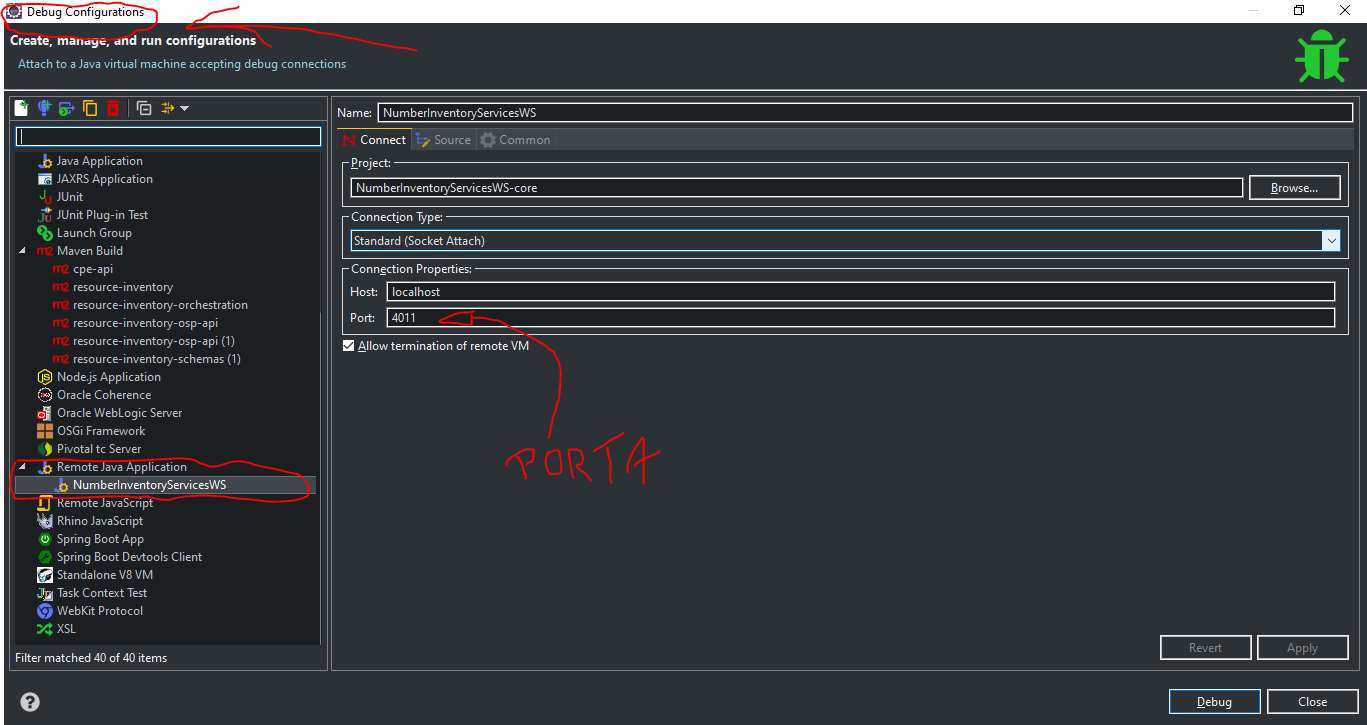 Debug Configurations
Create, manage, and run configurations
Attach to a Java virtual machine accepting debug connections
Java Application
JAXRS Application
JUnit
JUnit Plug-in Test
Launch Group
Maven Build
cpe-api
resource-inventory
resource-inventory-orchestration
resource-inventory-osp-api
resource-inventory-osp-api (1)
resource-inventory-schemas (1)
Node.js Application
Oracle Coherence
Oracle WebLogic Server
OSGi Framework
Pivotal tc Server
Remote Java Application
NumberInventoryServicesWS
Remote JavaScript
Rhino JavaScript
Spring Boot App
Spring Boot Devtools Client
Standalone V8 VM
Task Context Test
WebKit Protocol
XSL
Filter matched 40 of 40 items
Name: NumberInventoryServicesWS
Connect Source Common
Project:
NumberInventoryServicesWS-core Browse...
Connection Type:
Standard (Socket Attach)
Connection Properties:
Host: localhost
Port: 4011
Allow termination of remote VM
PORTA
Revert Apply
Debug Close